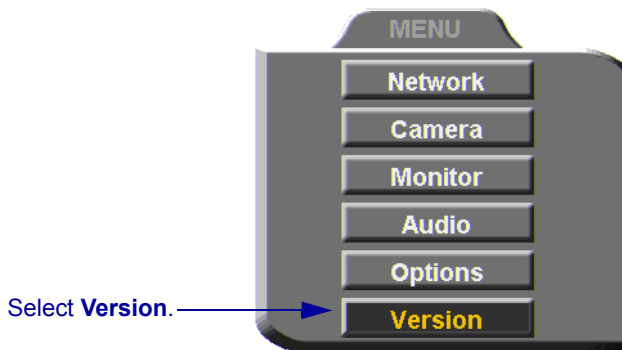 MENU
Network
Camera
Monitor
Audio
Options
Select Version.
Version